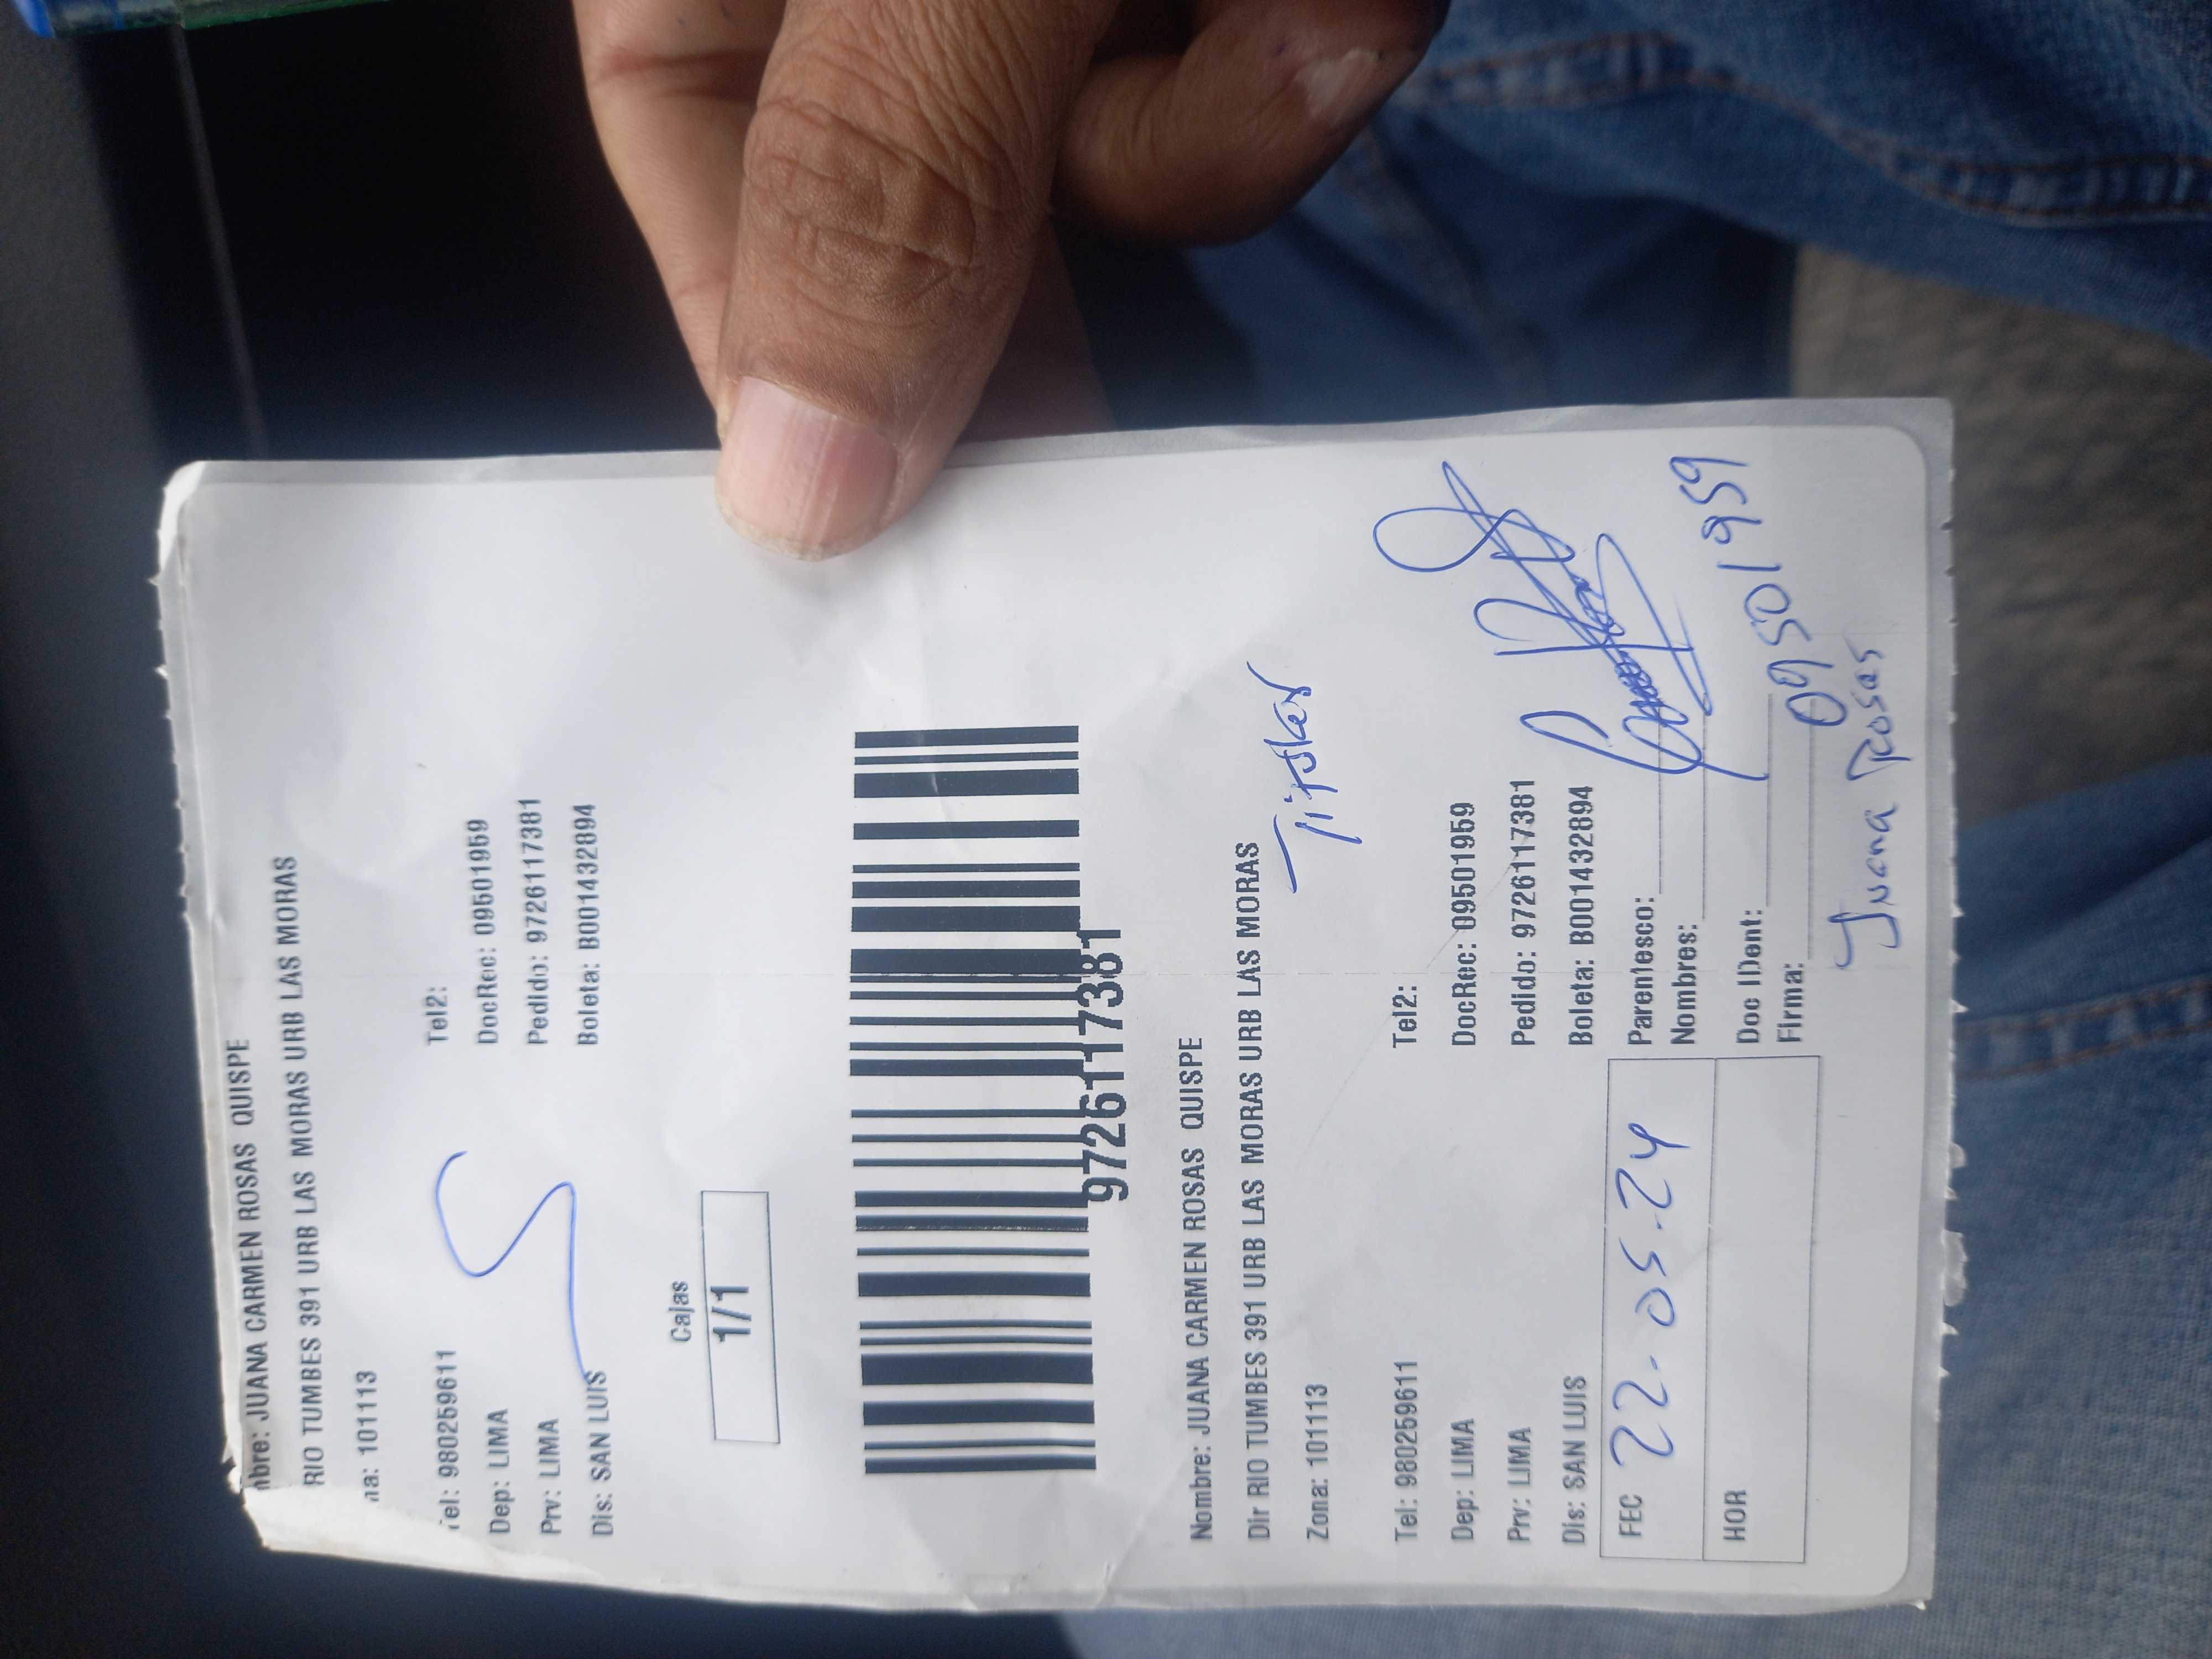 nbre: JUANA CARMEN ROSAS QUISPE
RIO TUMBES 391 URB LAS MORAS URB LAS MORAS
na: 101113
Tel: 980259611 Tel2:
Dep: LIMA DocRec: 09501959
Prv: LIMA Pedido: 972611738​1
Dis: SAN LUIS Boleta: B001432894
Cajas
1/1
9726117381
Nombre: JUANA CARMEN ROSAS QUISPE
Dir RIO TUMBES 391 URB LAS MORAS URB LAS MORAS
Zona: 101113
Tel: 980259611 Tel2:
Dep: LIMA DocRec: 09501959
Prv: LIMA Pedido: 9726117381
Dis: SAN LUIS Boleta: B001432894
FEC 22-05-24 Parentesco:
Nombres:
HOR Doc IDent: 09501959
Firma:
Juana Rosas